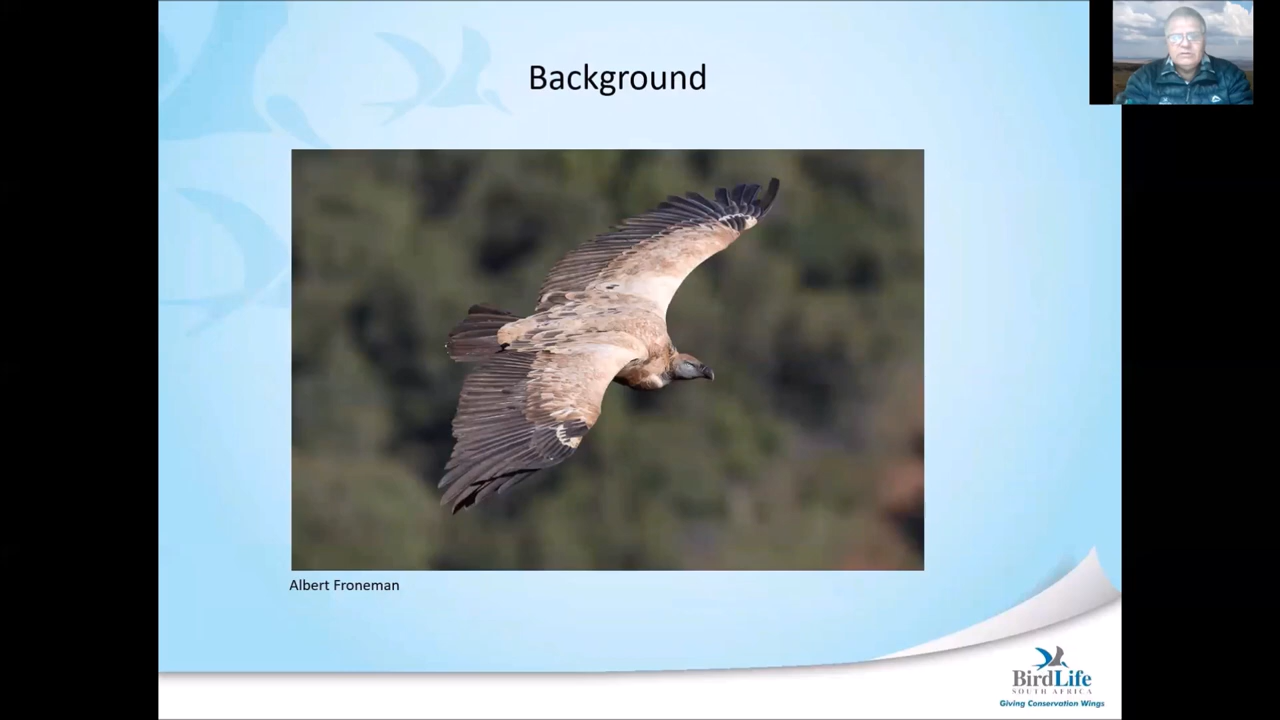 Background
Albert Froneman
BirdLife
SOUTH AFRICA
Giving Conservation Wings